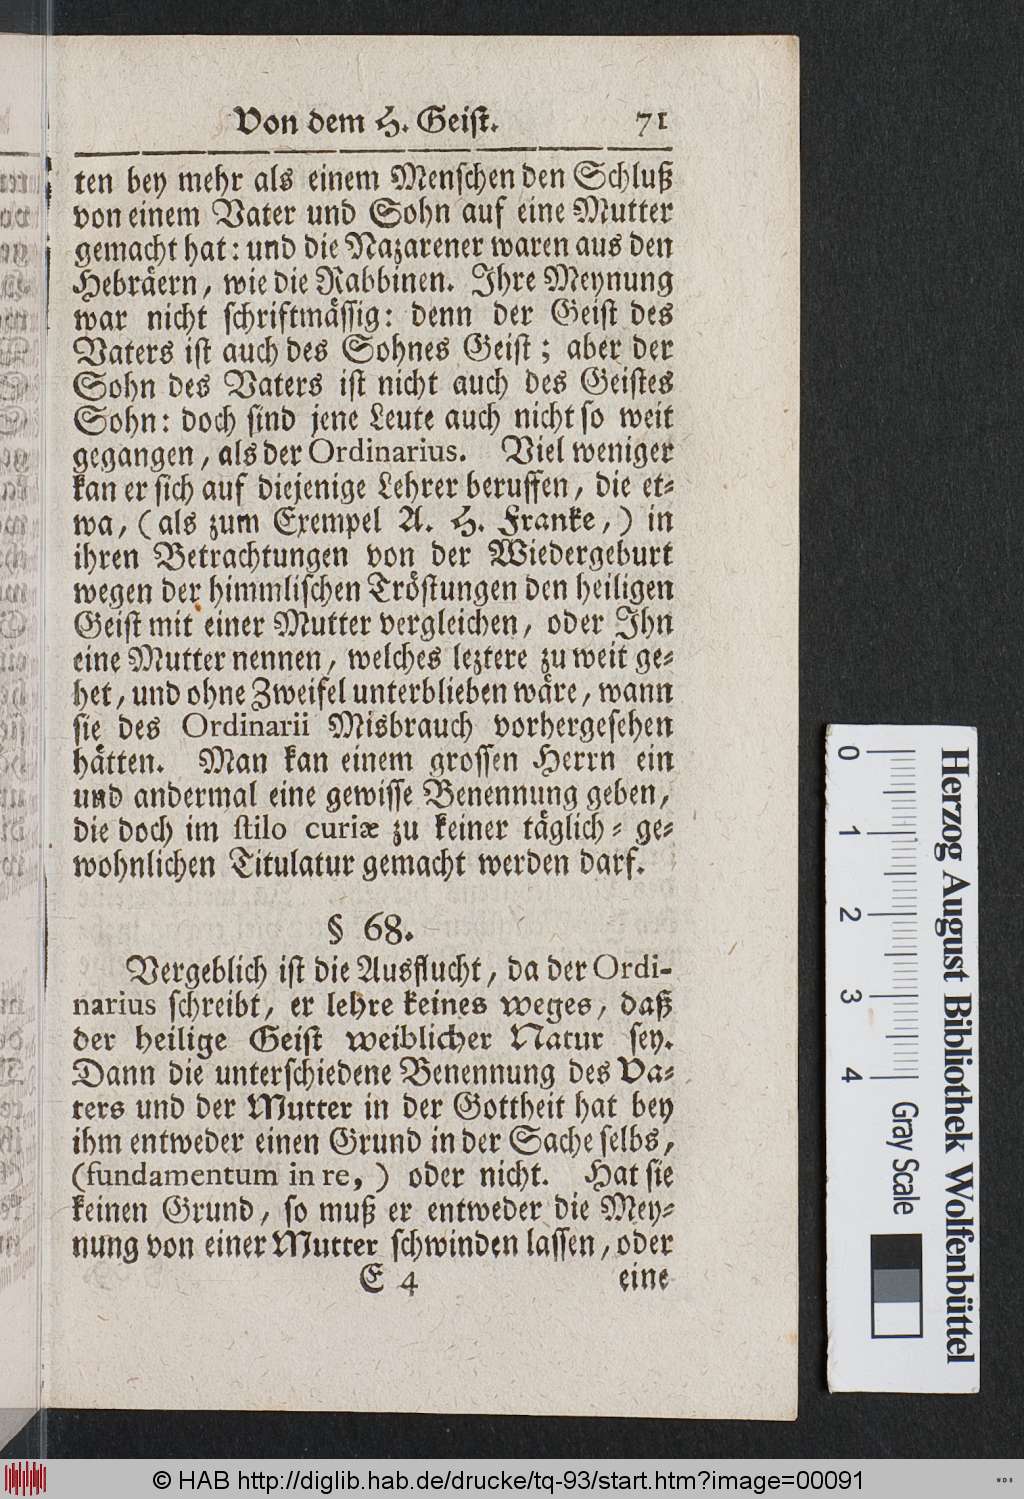 Von dem H. Geist. 71
ten bey mehr als einem Menschen den Schluß
von einem Vater und Sohn auf eine Mutter
gemacht hat: und die Nazarener waren aus den
Hebräern, wie die Rabbinen. Ihre Meynung
war nicht schriftmässig: denn der Geist des
Vaters ist auch des Sohnes Geist; aber der
Sohn des Vaters ist nicht auch des Geistes
Sohn: doch sind jene Leute auch nicht so weit
gegangen, als der Ordinarius. Viel weniger
kan er sich auf diejenige Lehrer beruffen, die et-
wa, (als zum Exempel A. H. Franke,) in
ihren Betrachtungen von der Wiedergeburt
wegen der himmlischen Tröstungen den heiligen
Geist mit einer Mutter vergleichen, oder Ihn
eine Mutter nennen, welches leztere zu weit ge-
het, und ohne Zweifel unterblieben wäre, wann
sie des Ordinarii Misbrauch vorhergesehen
hätten. Man kan einem grossen Herrn ein
und andermal eine gewisse Benennung geben,
die doch im stilo curiæ zu keiner täglich-ge-
wohnlichen Titulatur gemacht werden darf.
§ 68.
Vergeblich ist die Ausflucht, da der Ordi-
narius schreibt, er lehre keines weges, daß
der heilige Geist weiblicher Natur sey.
Dann die unterschiedene Benennung des Va-
ters und der Mutter in der Gottheit hat bey
ihm entweder einen Grund in der Sache selbs,
(fundamentum in re,) oder nicht. Hat sie
keinen Grund, so muß er entweder die Mey-
nung von einer Mutter schwinden lassen, oder
E 4 eine
Herzog August Bibliothek Wolfenbüttel
0 1 2 3 4
Gray Scale
© HAB http://diglib.hab.de/drucke/tq-93/start.htm?image=00091